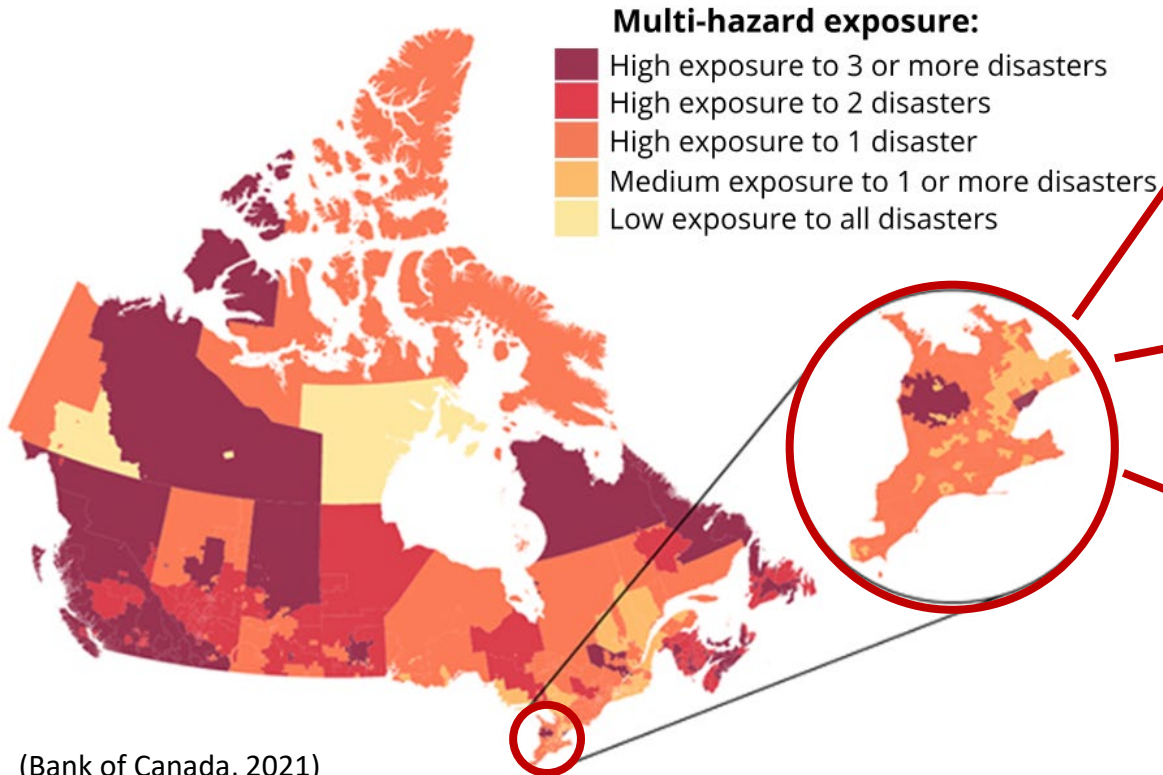 Multi-hazard exposure:
High exposure to 3 or more disasters
High exposure to 2 disasters
High exposure to 1 disaster
Medium exposure to 1 or more disasters
Low exposure to all disasters
(Bank of Canada, 2021)